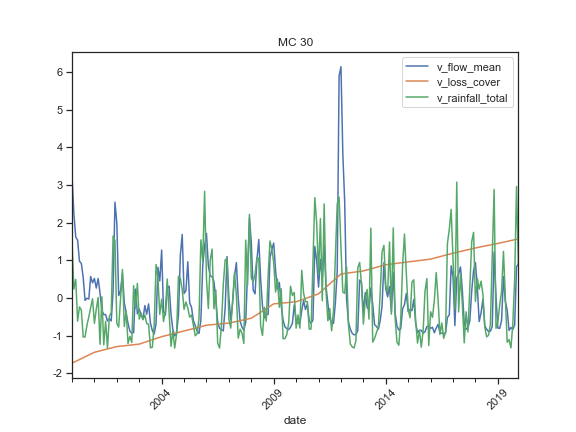 MC 30
v_flow_mean
v_loss_cover
v_rainfall_total
6
5
4
3
2
1
0
-1
-2
2004
2009
2014
2019
date